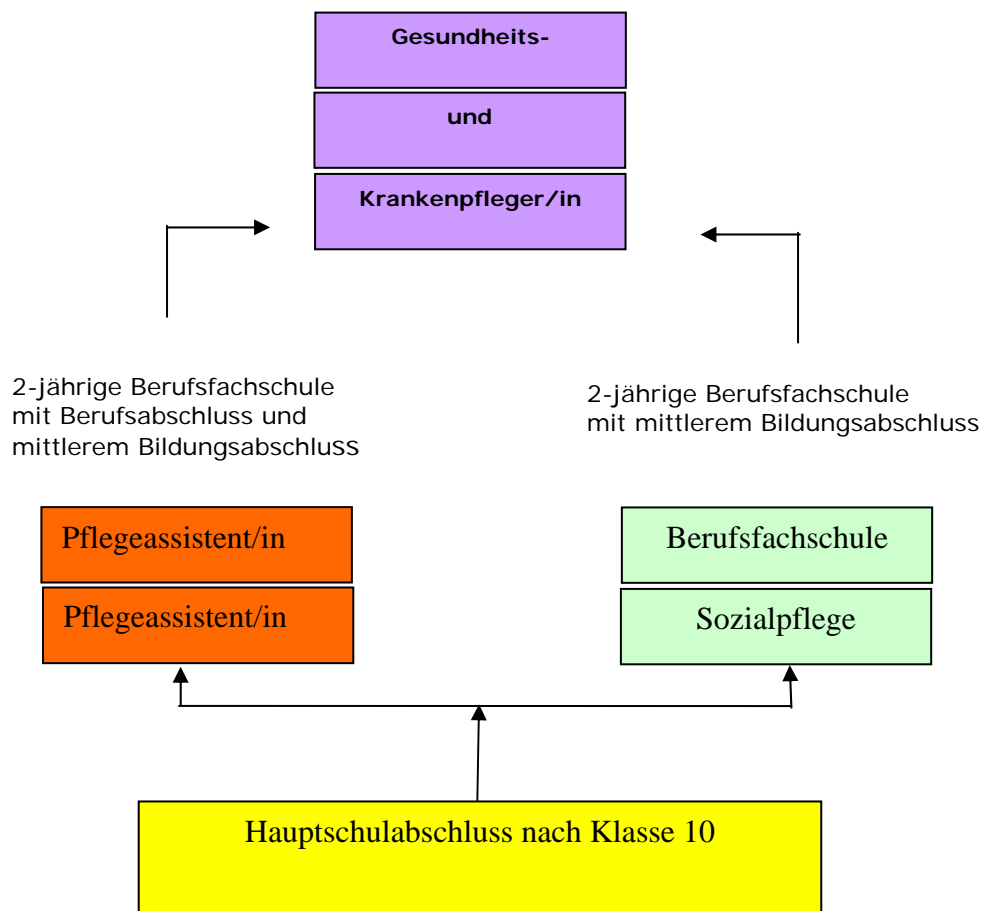 Gesundheits-
und
Krankenpfleger/in
2-jährige Berufsfachschule
mit Berufsabschluss und
mittlerem Bildungsabschluss
2-jährige Berufsfachschule
mit mittlerem Bildungsabschluss
Pflegeassistent/in
Pflegeassistent/in
Berufsfachschule
Sozialpflege
Hauptschulabschluss nach Klasse 10